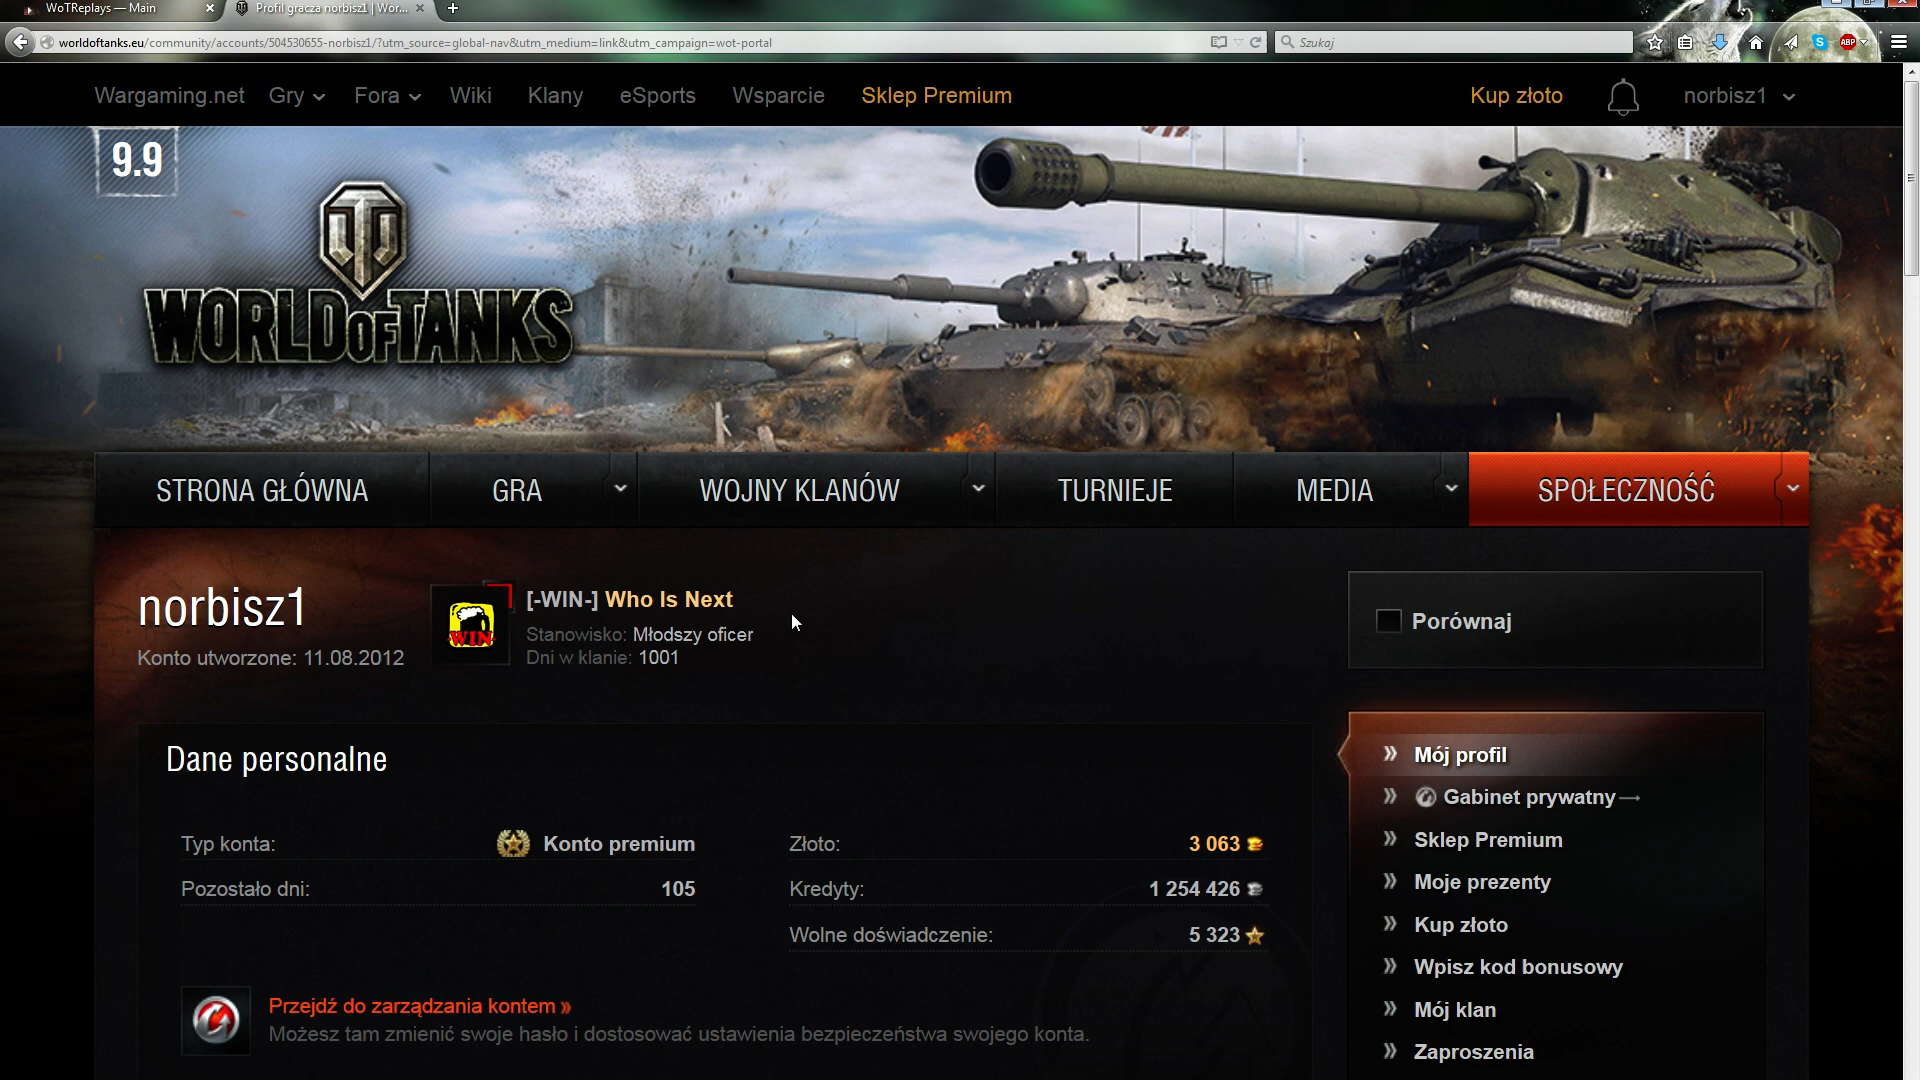 WoTReplays — Main
Profil gracza norbisz1 | Wor...
worldoftanks.eu/community/accounts/504530655-norbisz1/?utm_source=global-nav&utm_medium=link&utm_campaign=wot-portal
Szukaj
ABP
Wargaming.net Gry Fora Wiki Klany eSports Wsparcie Sklep Premium Kup złoto norbisz1
9.9
WORLD OF TANKS
STRONA GŁÓWNA GRA WOJNY KLANÓW TURNIEJE MEDIA SPOŁECZNOŚĆ
norbisz1
Konto utworzone: 11.08.2012
WIN
[-WIN-] Who Is Next
Stanowisko: Młodszy oficer
Dni w klanie: 1001
Porównaj
Dane personalne
Typ konta: Konto premium
Pozostało dni: 105
Złoto: 3 063
Kredyty: 1 254 426
Wolne doświadczenie: 5 323
Przejdź do zarządzania kontem »
Możesz tam zmienić swoje hasło i dostosować ustawienia bezpieczeństwa swojego konta.
» Mój profil
» Gabinet prywatny
» Sklep Premium
» Moje prezenty
» Kup złoto
» Wpisz kod bonusowy
» Mój klan
» Zaproszenia